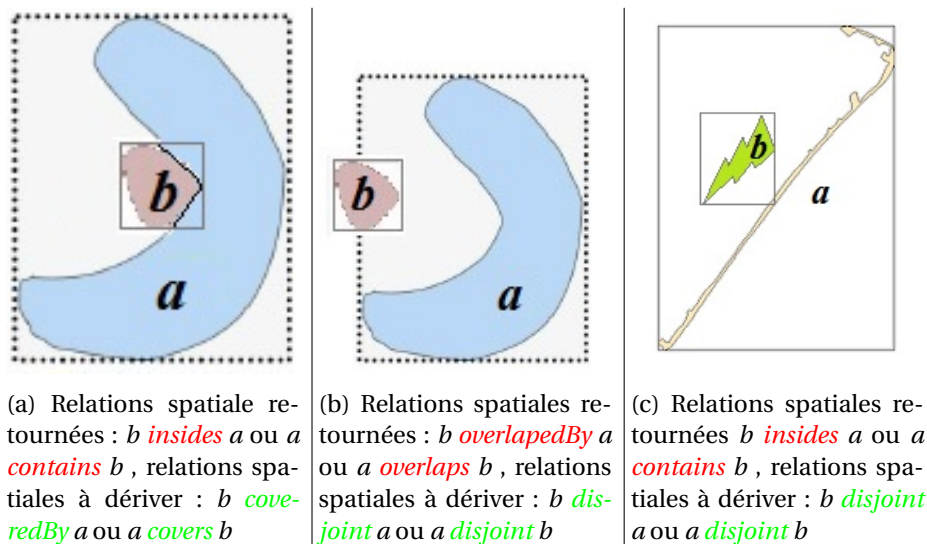 b
a
b
a
b
a
(a) Relations spatiale re-
tournées : b insides a ou a
contains b , relations spa-
tiales à dériver : b cove-
redBy a ou a covers b
(b) Relations spatiales re-
tournées : b overlapedBy a
ou a overlaps b , relations
spatiales à dériver : b dis-
joint a ou a disjoint b
(c) Relations spatiales re-
tournées b insides a ou a
contains b , relations spa-
tiales à dériver : b disjoint
a ou a disjoint b